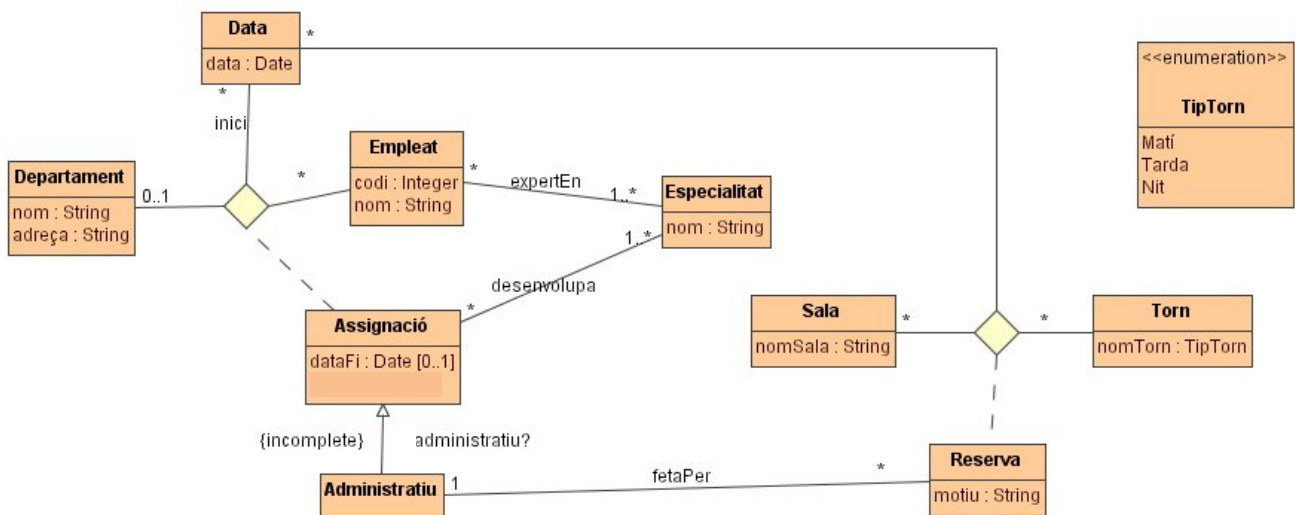 Data
data : Date
*
*
inici
<<enumeration>>
TipTorn
Matí
Tarda
Nit
Departament
nom : String
adreça : String
0..1
*
Empleat
codi : Integer
nom : String
*
expertEn
1..*
Especialitat
nom : String
1..*
desenvolupa
*
Assignació
dataFi : Date [0..1]
Sala
nomSala : String
*
*
Torn
nomTorn : TipTorn
{incomplete}
administratiu?
Administratiu
1
fetaPer
*
Reserva
motiu : String